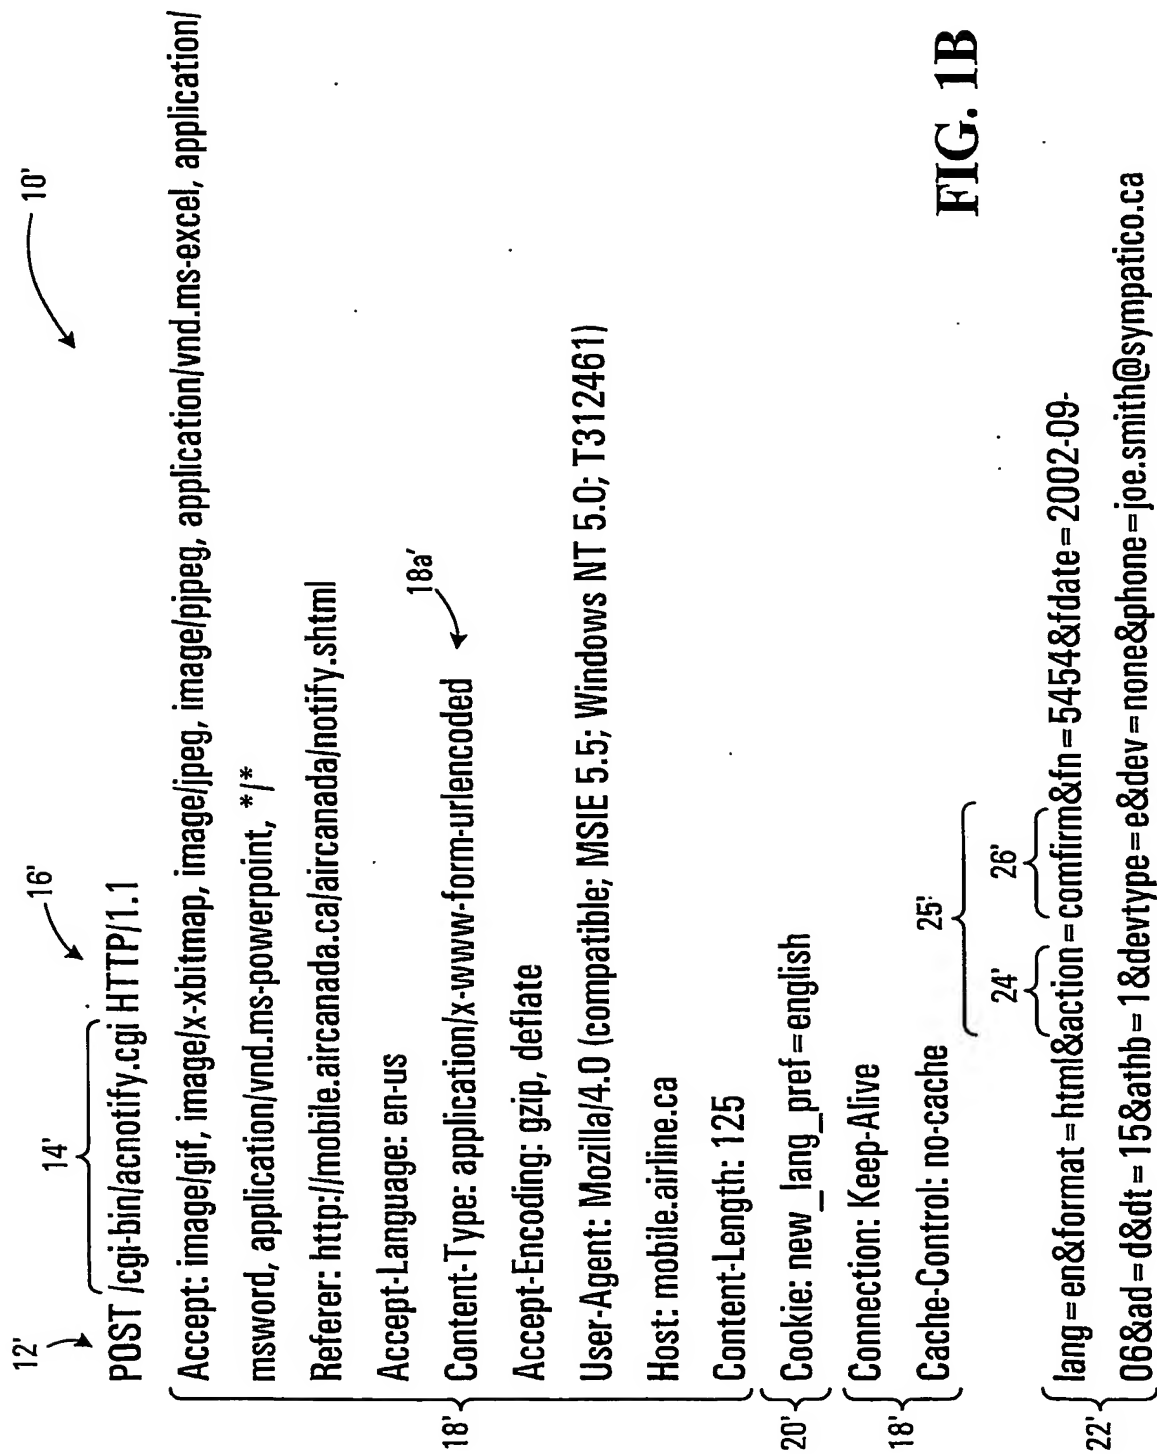 10'
12'
14'
16'
POST /cgi-bin/acnotify.cgi HTTP/1.1
Accept: image/gif, image/x-xbitmap, image/jpeg, image/pjpeg, application/vnd.ms-excel, application/
msword, application/vnd.ms-powerpoint, */*
Referer: http://mobile.aircanada.ca/aircanada/notify.shtml
Accept-Language: en-us
18a'
Content-Type: application/x-www-form-urlencoded
Accept-Encoding: gzip, deflate
User-Agent: Mozilla/4.0 (compatible; MSIE 5.5; Windows NT 5.0; T312461)
Host: mobile.airline.ca
Content-Length: 125
18'
20'
Cookie: new_lang_pref=english
Connection: Keep-Alive
18'
Cache-Control: no-cache
25'
24'
26'
lang=en&format=html&action=comfirm&fn=5454&fdate=2002-09-
22'
06&ad=d&dt=15&athb=1&devtype=e&dev=none&phone=joe.smith@sympatico.ca
FIG. 1B